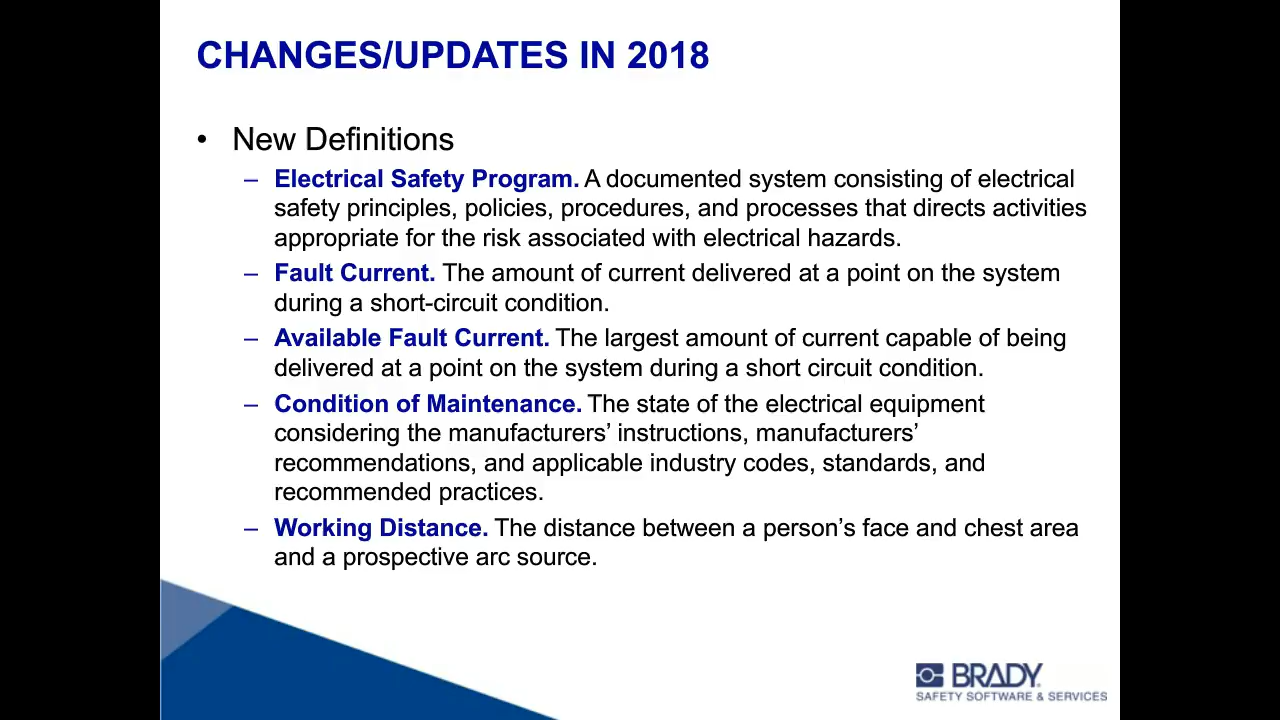 CHANGES/UPDATES IN 2018
• New Definitions
– Electrical Safety Program. A documented system consisting of electrical
safety principles, policies, procedures, and processes that directs activities
appropriate for the risk associated with electrical hazards.
– Fault Current. The amount of current delivered at a point on the system
during a short-circuit condition.
– Available Fault Current. The largest amount of current capable of being
delivered at a point on the system during a short circuit condition.
– Condition of Maintenance. The state of the electrical equipment
considering the manufacturers’ instructions, manufacturers’
recommendations, and applicable industry codes, standards, and
recommended practices.
– Working Distance. The distance between a person’s face and chest area
and a prospective arc source.
BRADY.
SAFETY SOFTWARE & SERVICES